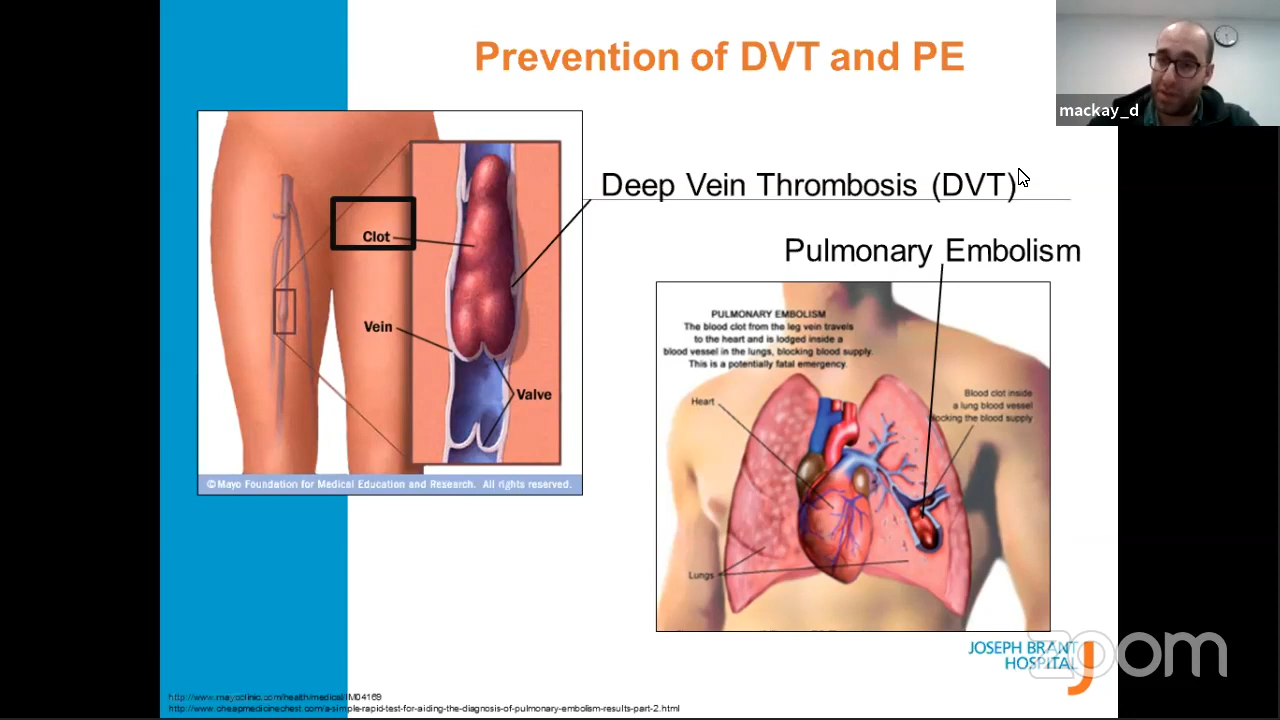 Prevention of DVT and PE
mackay_d
Deep Vein Thrombosis (DVT)
Pulmonary Embolism
Clot
Vein
Valve
©Mayo Foundation for Medical Education and Research. All rights reserved.
PULMONARY EMBOLISM
The blood clot from the leg vein travels
to the heart and is lodged inside a
blood vessel in the lungs, blocking blood supply.
This is a potentially fatal emergency.
Heart
Blood clot inside
a lung blood vessel
blocking the blood supply
Lungs
JOSEPH BRANT
HOSPITAL
zoom
http://www.mayoclinic.com/health/medical/IM04169
http://www.cheapmedicinechest.com/a-simple-rapid-test-for-aiding-the-diagnosis-of-pulmonary-embolism-results-part-2.html